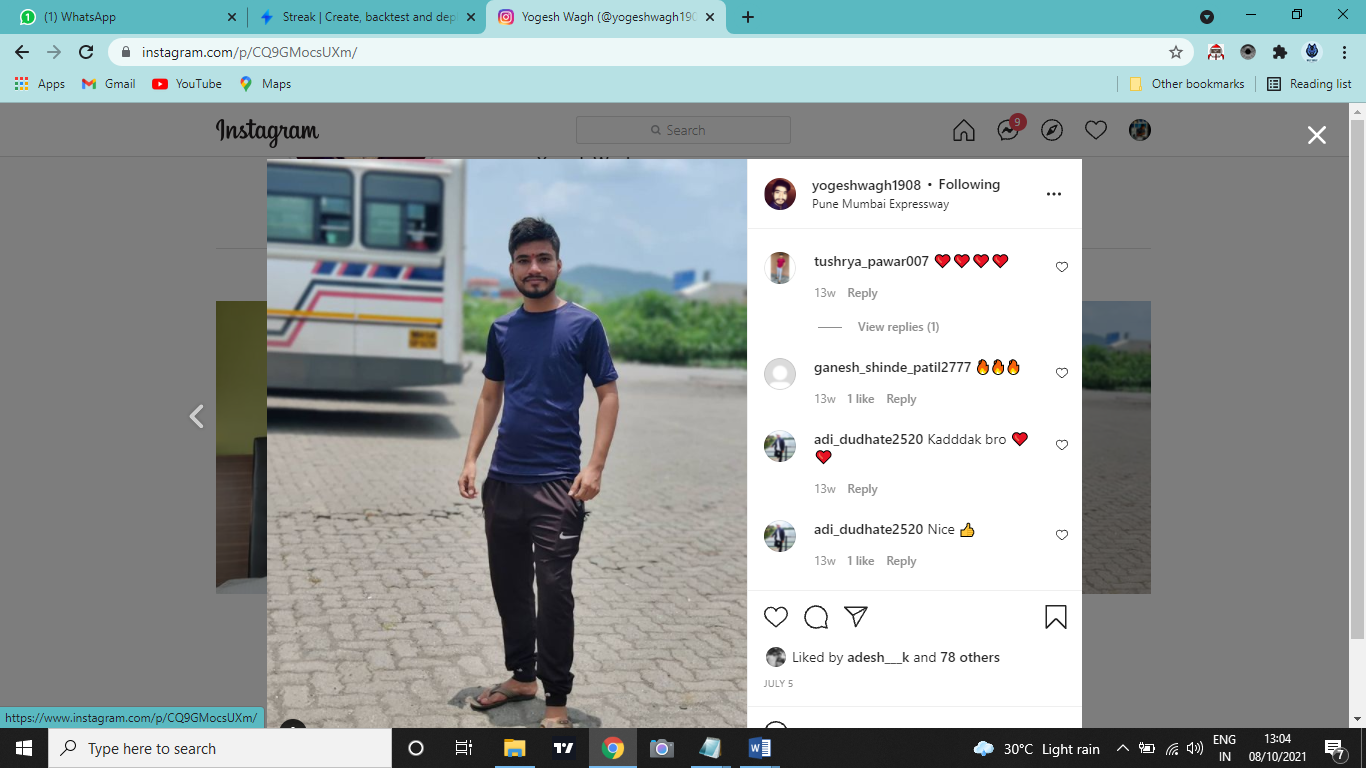 (1) WhatsApp
Streak | Create, backtest and dep
Yogesh Wagh (@yogeshwagh190
instagram.com/p/CQ9GMocsUXm/
Apps
Gmail
YouTube
Maps
Other bookmarks
Reading list
Instagram
Search
9
yogeshwagh1908 • Following
Pune Mumbai Expressway
tushrya_pawar007 ❤❤❤❤
13w Reply
View replies (1)
ganesh_shinde_patil2777 🔥🔥🔥
13w 1 like Reply
adi_dudhate2520 Kadddak bro ❤
❤
13w Reply
adi_dudhate2520 Nice 👍
13w 1 like Reply
Liked by adesh___k and 78 others
JULY 5
https://www.instagram.com/p/CQ9GMocsUXm/
Type here to search
30°C Light rain
ENG
IN
13:04
08/10/2021
7